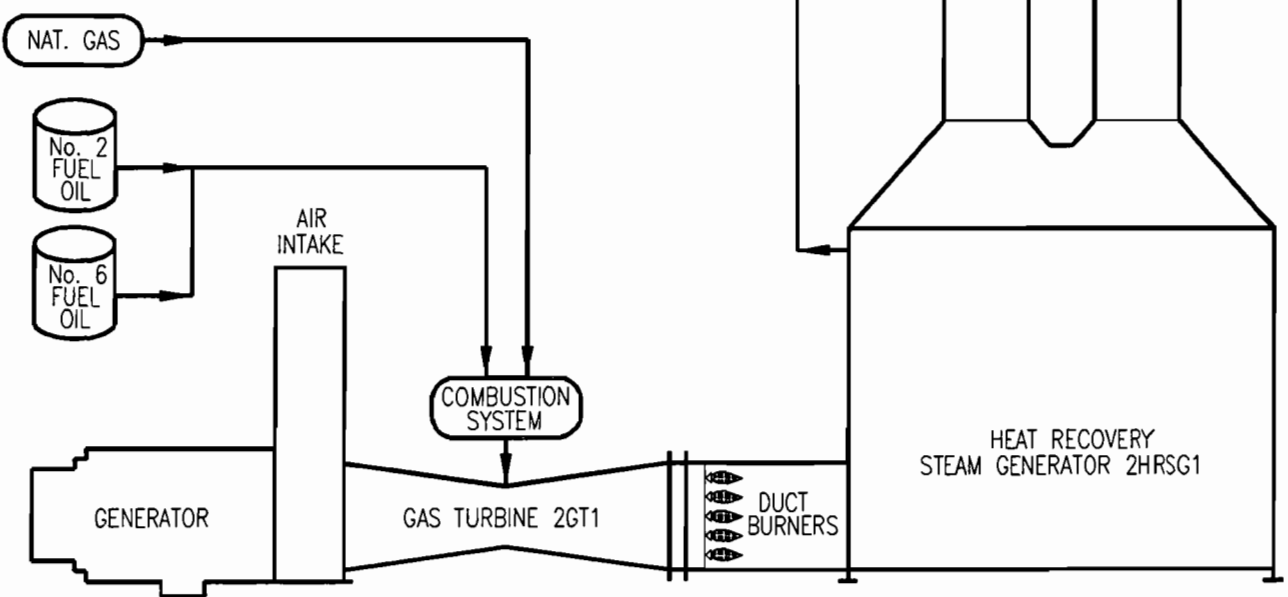 NAT. GAS
No. 2
FUEL
OIL
No. 6
FUEL
OIL
AIR
INTAKE
COMBUSTION
SYSTEM
GENERATOR
GAS TURBINE 2GT1
DUCT
BURNERS
HEAT RECOVERY
STEAM GENERATOR 2HRSG1